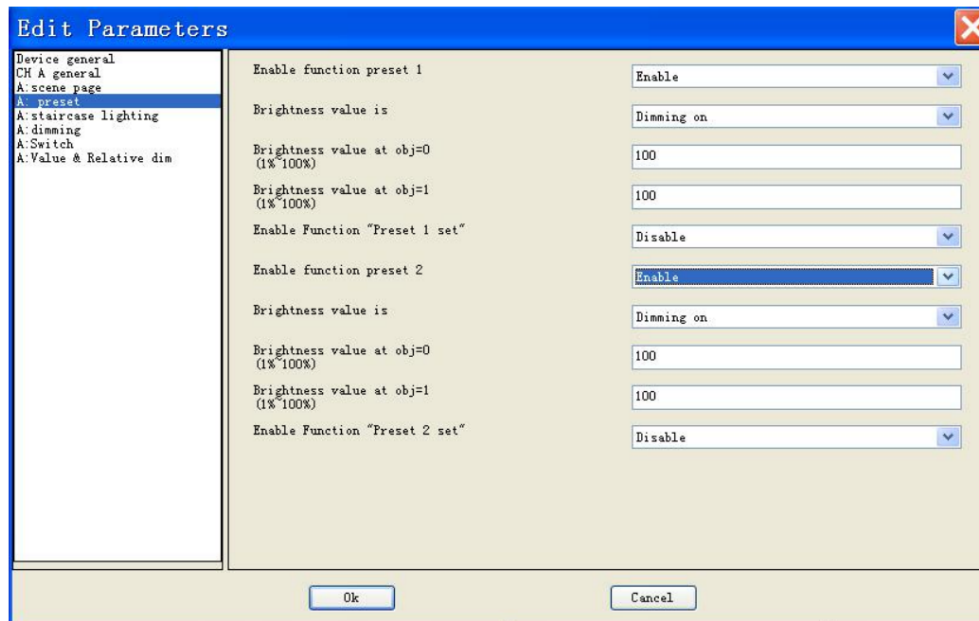 Edit Parameters
Device general
CH A general
A:scene page
A: preset
A:staircase lighting
A:dimming
A:Switch
A:Value & Relative dim
Enable function preset 1
Enable
Brightness value is
Dimming on
Brightness value at obj=0
(1%~100%)
100
Brightness value at obj=1
(1%~100%)
100
Enable Function "Preset 1 set"
Disable
Enable function preset 2
Enable
Brightness value is
Dimming on
Brightness value at obj=0
(1%~100%)
100
Brightness value at obj=1
(1%~100%)
100
Enable Function "Preset 2 set"
Disable
Ok
Cancel